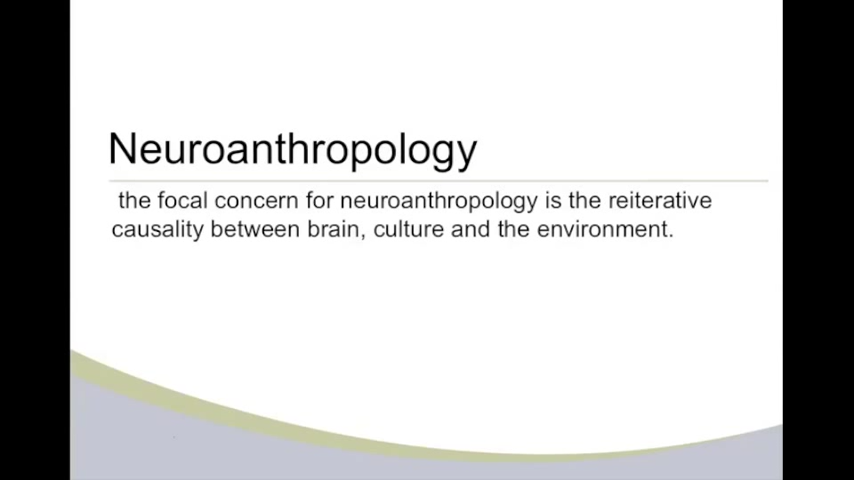 Neuroanthropology
the focal concern for neuroanthropology is the reiterative
causality between brain, culture and the environment.